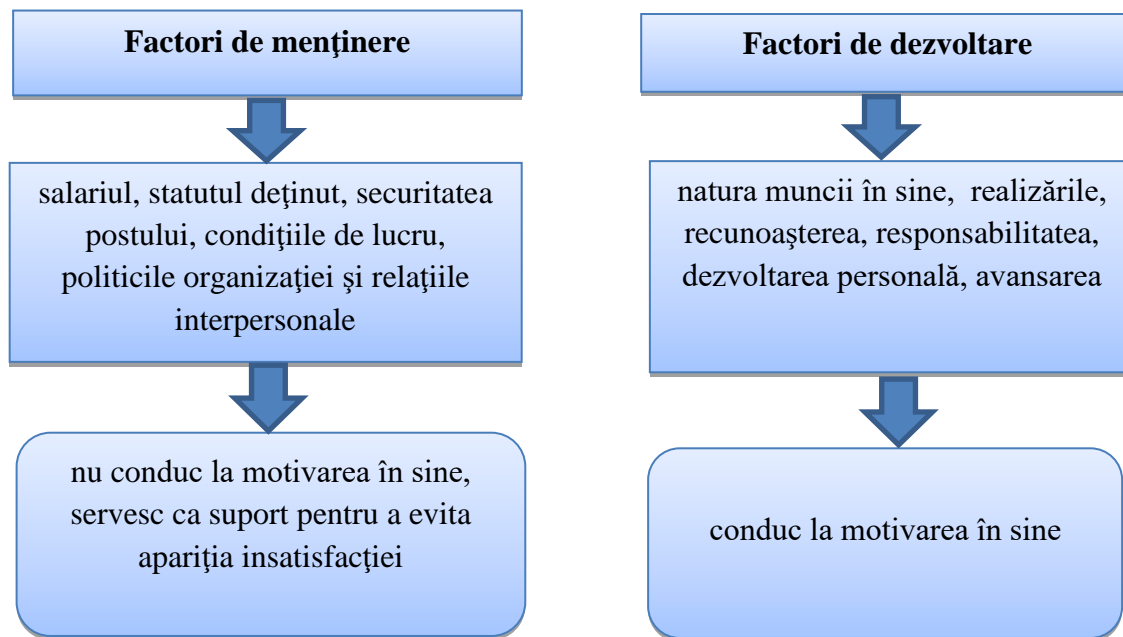 Factori de menţinere
salariul, statutul deţinut, securitatea
postului, condiţiile de lucru,
politicile organizaţiei şi relaţiile
interpersonale
nu conduc la motivarea în sine,
servesc ca suport pentru a evita
apariţia insatisfacţiei
Factori de dezvoltare
natura muncii în sine, realizările,
recunoaşterea, responsabilitatea,
dezvoltarea personală, avansarea
conduc la motivarea în sine